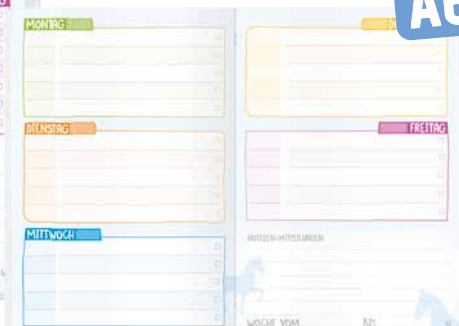 MONTAG
DIENSTAG
MITTWOCH
FREITAG
NOTIZEN+MITTEILUNGEN
WOCHE VOM BIS